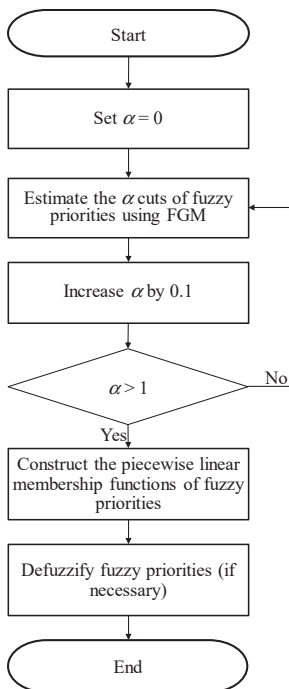 Start
Set α = 0
Estimate the α cuts of fuzzy
priorities using FGM
Increase α by 0.1
α > 1
No
Yes
Construct the piecewise linear
membership functions of fuzzy
priorities
Defuzzify fuzzy priorities (if
necessary)
End